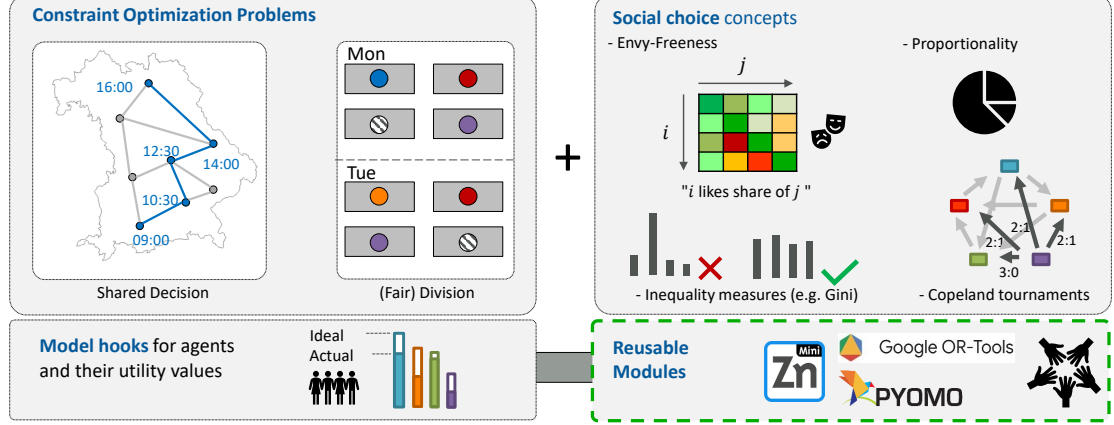 Constraint Optimization Problems
16:00
12:30
14:00
10:30
09:00
Shared Decision
Mon
Tue
(Fair) Division
+
Social choice concepts
- Envy-Freeness
j
i
"i likes share of j "
- Proportionality
- Inequality measures (e.g. Gini)
2:1
2:1
2:1
3:0
- Copeland tournaments
Model hooks for agents
and their utility values
Ideal
Actual
Reusable
Modules
Mini
Zn
Google OR-Tools
PYOMO